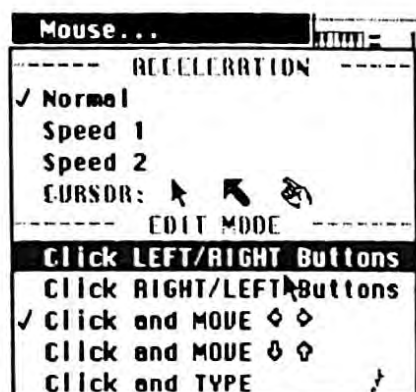 Mouse...
------ ACCELERATION -----
✓ Normal
Speed 1
Speed 2
CURSOR:
------ EDIT MODE ------
Click LEFT/RIGHT Buttons
Click RIGHT/LEFT Buttons
✓ Click and MOVE ⇦ ⇨
Click and MOVE ⇩ ⇧
Click and TYPE